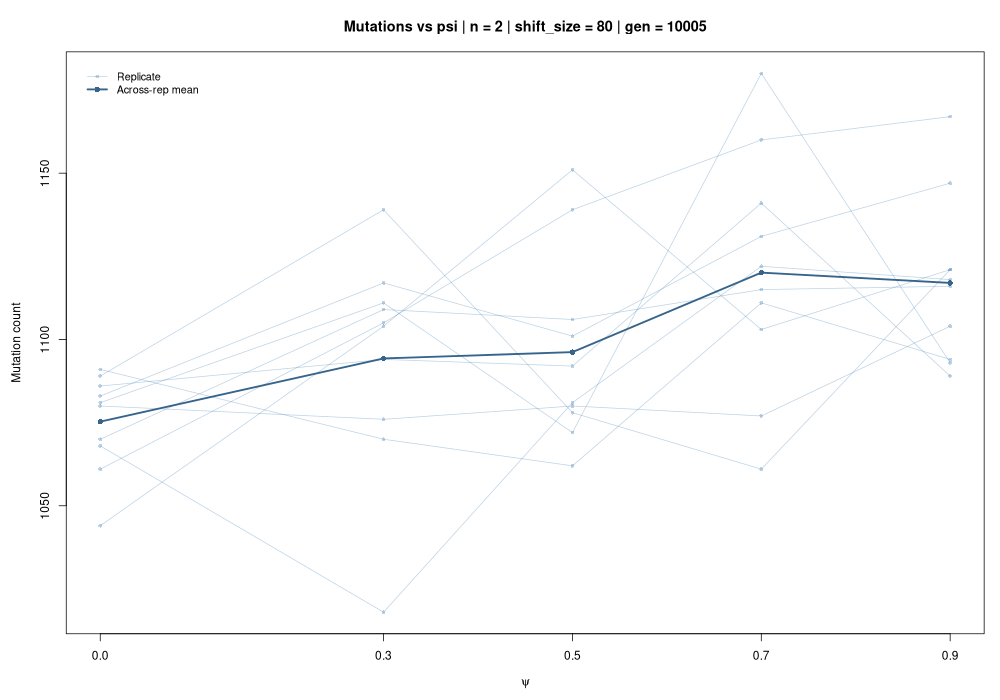 Mutations vs psi | n = 2 | shift_size = 80 | gen = 10005
Replicate
Across-rep mean
Mutation count
1150
1100
1050
0.0 0.3 0.5 0.7 0.9
ψ